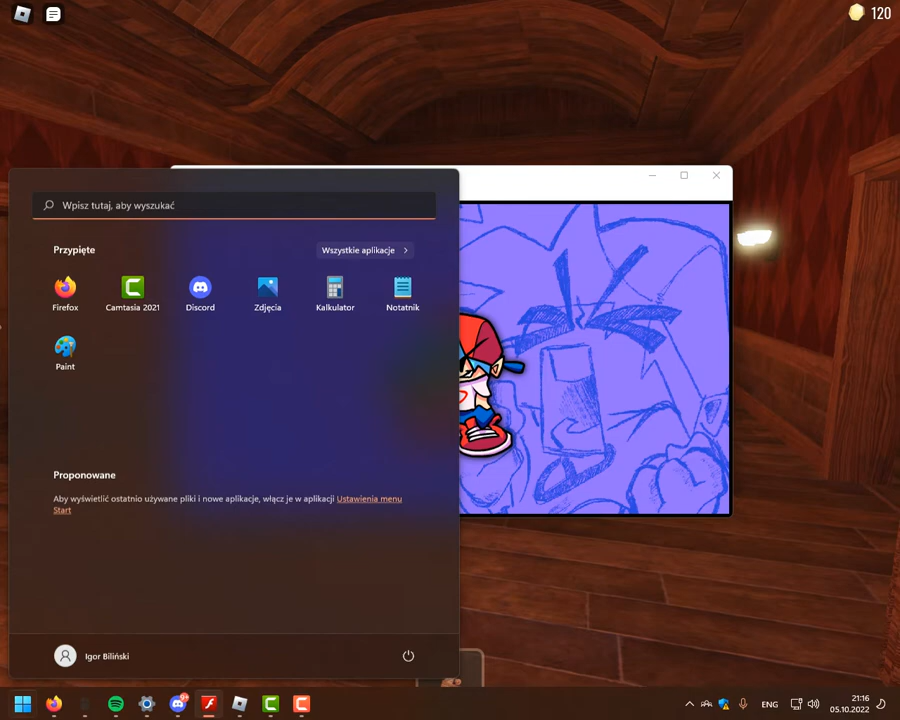 120
Wpisz tutaj, aby wyszukać
Przypięte
Wszystkie aplikacje
Firefox
Camtasia 2021
Discord
Zdjęcia
Kalkulator
Notatnik
Paint
Proponowane
Aby wyświetlić ostatnio używane pliki i nowe aplikacje, włącz je w aplikacji Ustawienia menu
Start
Igor Biliński
9+
ENG
21:16
05.10.2022